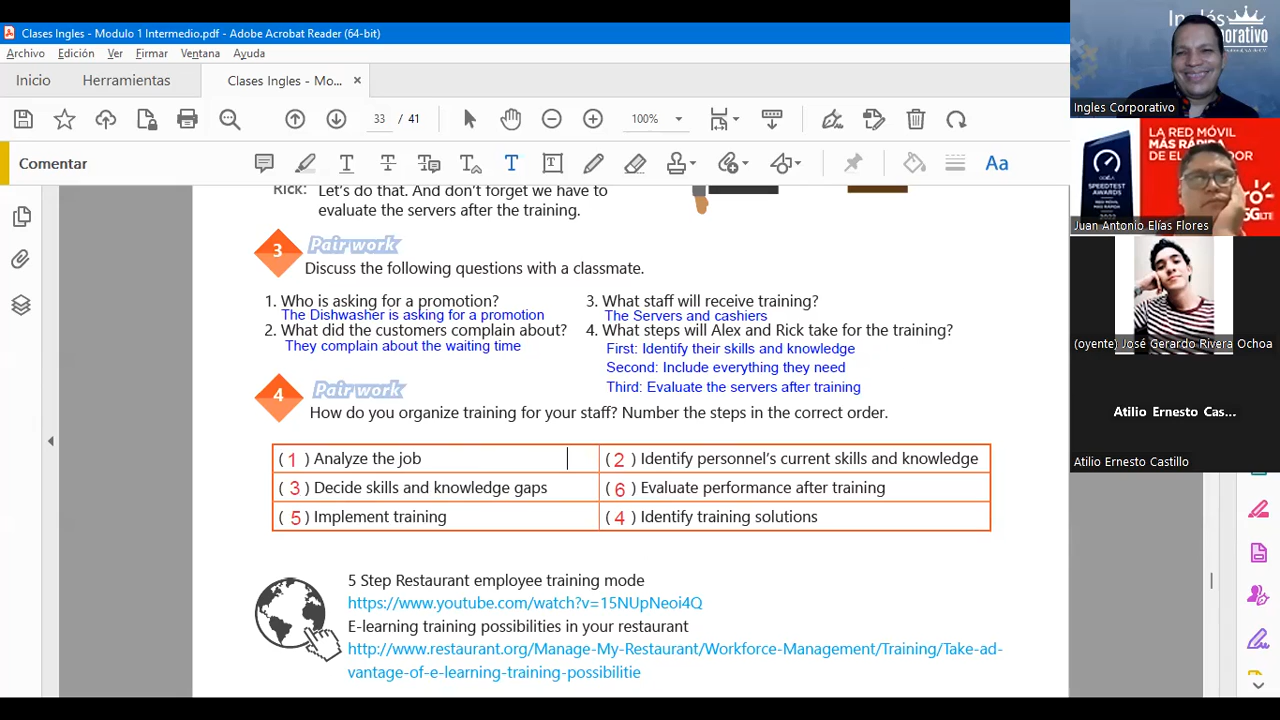 Clases Ingles - Modulo 1 Intermedio.pdf - Adobe Acrobat Reader (64-bit)
Archivo Edición Ver Firmar Ventana Ayuda
Inicio Herramientas Clases Ingles - Mo... ×
33 / 41 100%
Comentar
Rick: Let's do that. And don't forget we have to
evaluate the servers after the training.
3 Pair work
Discuss the following questions with a classmate.
1. Who is asking for a promotion?
The Dishwasher is asking for a promotion
2. What did the customers complain about?
They complain about the waiting time
3. What staff will receive training?
The Servers and cashiers
4. What steps will Alex and Rick take for the training?
First: Identify their skills and knowledge
Second: Include everything they need
Third: Evaluate the servers after training
4 Pair work
How do you organize training for your staff? Number the steps in the correct order.
( 1 ) Analyze the job
( 2 ) Identify personnel's current skills and knowledge
( 3 ) Decide skills and knowledge gaps
( 6 ) Evaluate performance after training
( 5 ) Implement training
( 4 ) Identify training solutions
5 Step Restaurant employee training mode
https://www.youtube.com/watch?v=15NUpNeoi4Q
E-learning training possibilities in your restaurant
http://www.restaurant.org/Manage-My-Restaurant/Workforce-Management/Training/Take-ad-
vantage-of-e-learning-training-possibilitie
Ingles Corporativo
LA RED MÓVIL
MÁS RÁPIDA
SPEEDTEST
AWARDS
Juan Antonio Elías Flores
(oyente) José Gerardo Rivera Ochoa
Atilio Ernesto Cas...
Atilio Ernesto Castillo